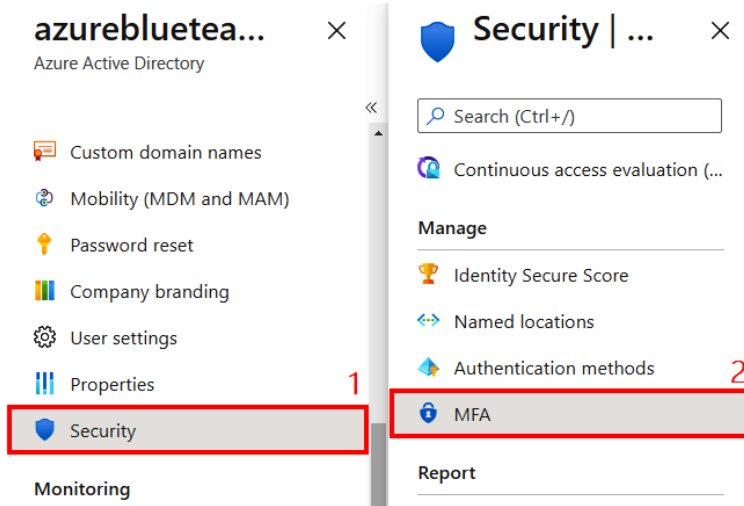 azurebluetea...
Azure Active Directory
Custom domain names
Mobility (MDM and MAM)
Password reset
Company branding
User settings
Properties
1
Security
Monitoring
Security | ...
Search (Ctrl+/)
Continuous access evaluation (...
Manage
Identity Secure Score
Named locations
Authentication methods
2
MFA
Report